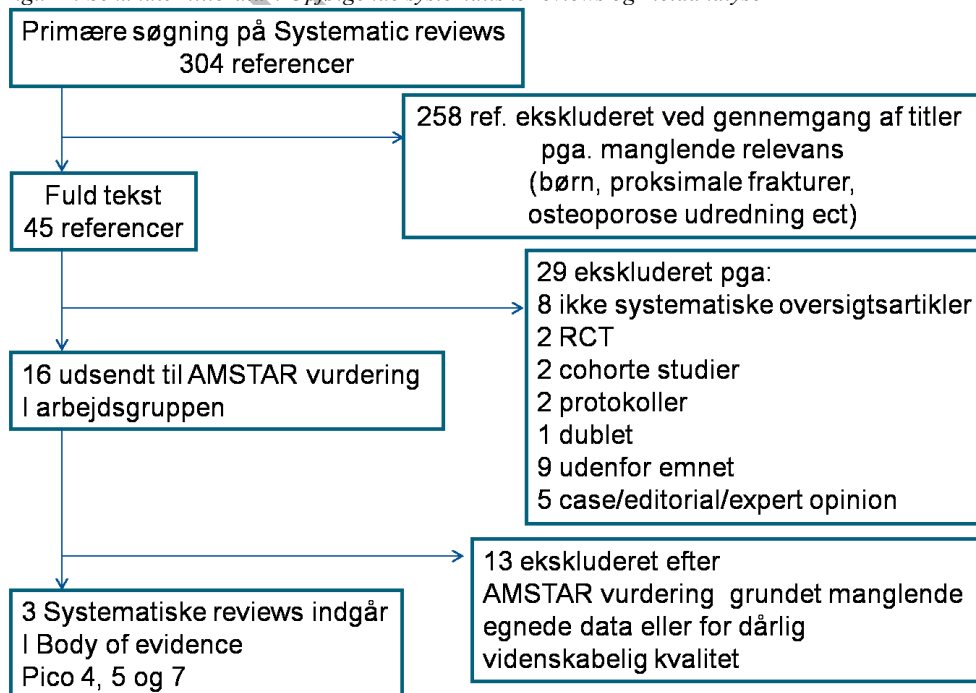 Primære søgning på Systematic reviews
304 referencer
258 ref. ekskluderet ved gennemgang af titler
pga. manglende relevans
(børn, proksimale frakturer,
osteoporose udredning ect)
Fuld tekst
45 referencer
29 ekskluderet pga:
8 ikke systematiske oversigtsartikler
2 RCT
2 cohorte studier
2 protokoller
1 dublet
9 udenfor emnet
5 case/editorial/expert opinion
16 udsendt til AMSTAR vurdering
I arbejdsgruppen
13 ekskluderet efter
AMSTAR vurdering grundet manglende
egnede data eller for dårlig
videnskabelig kvalitet
3 Systematiske reviews indgår
I Body of evidence
Pico 4, 5 og 7